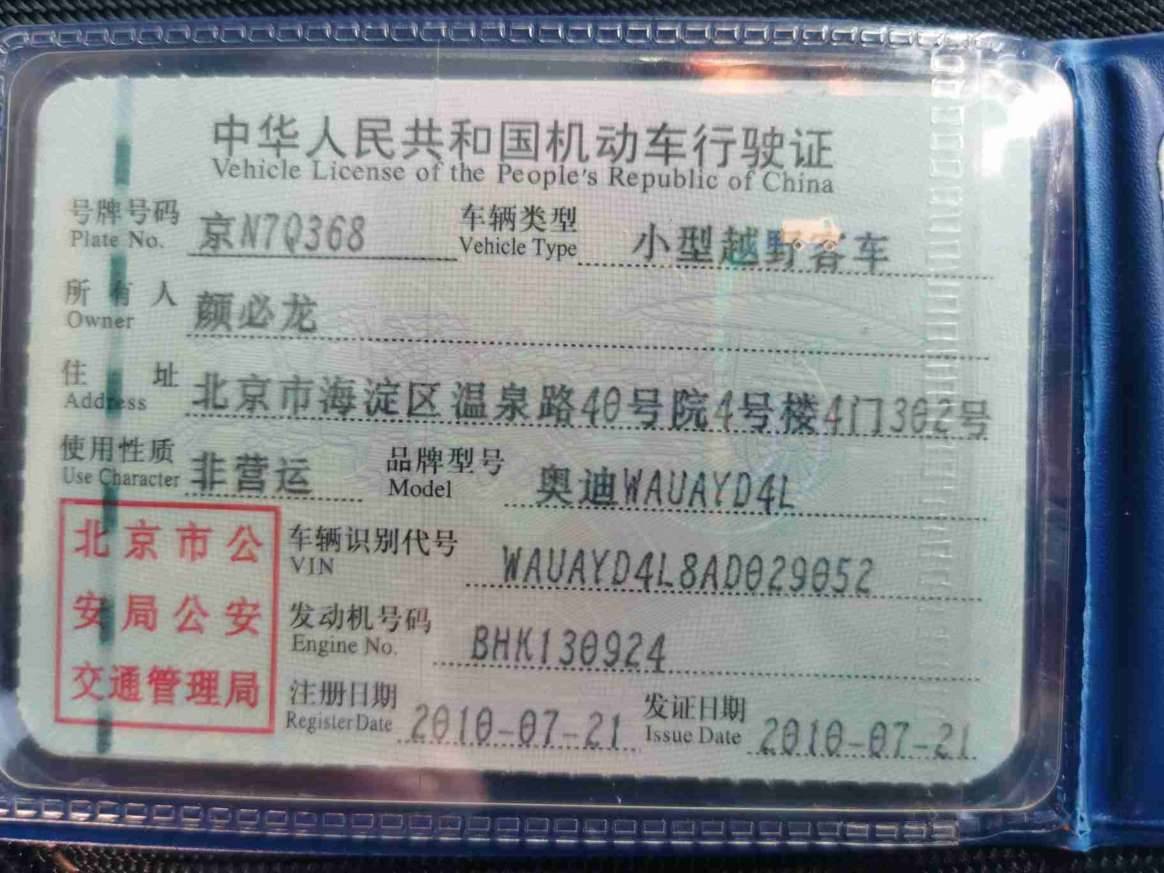 中华人民共和国机动车行驶证
Vehicle License of the People's Republic of China
号牌号码 京N7Q368 车辆类型 小型越野客车
Plate No. Vehicle Type
所有人 颜必龙
Owner
住址 北京市海淀区温泉路40号院4号楼4门302号
Address
使用性质 非营运 品牌型号 奥迪WAUAYD4L
Use Character Model
北京市公
安局公安
交通管理局
车辆识别代号 WAUAYD4L8AD029052
VIN
发动机号码 BHK130924
Engine No.
注册日期 2010-07-21 发证日期 2010-07-21
Register Date Issue Date